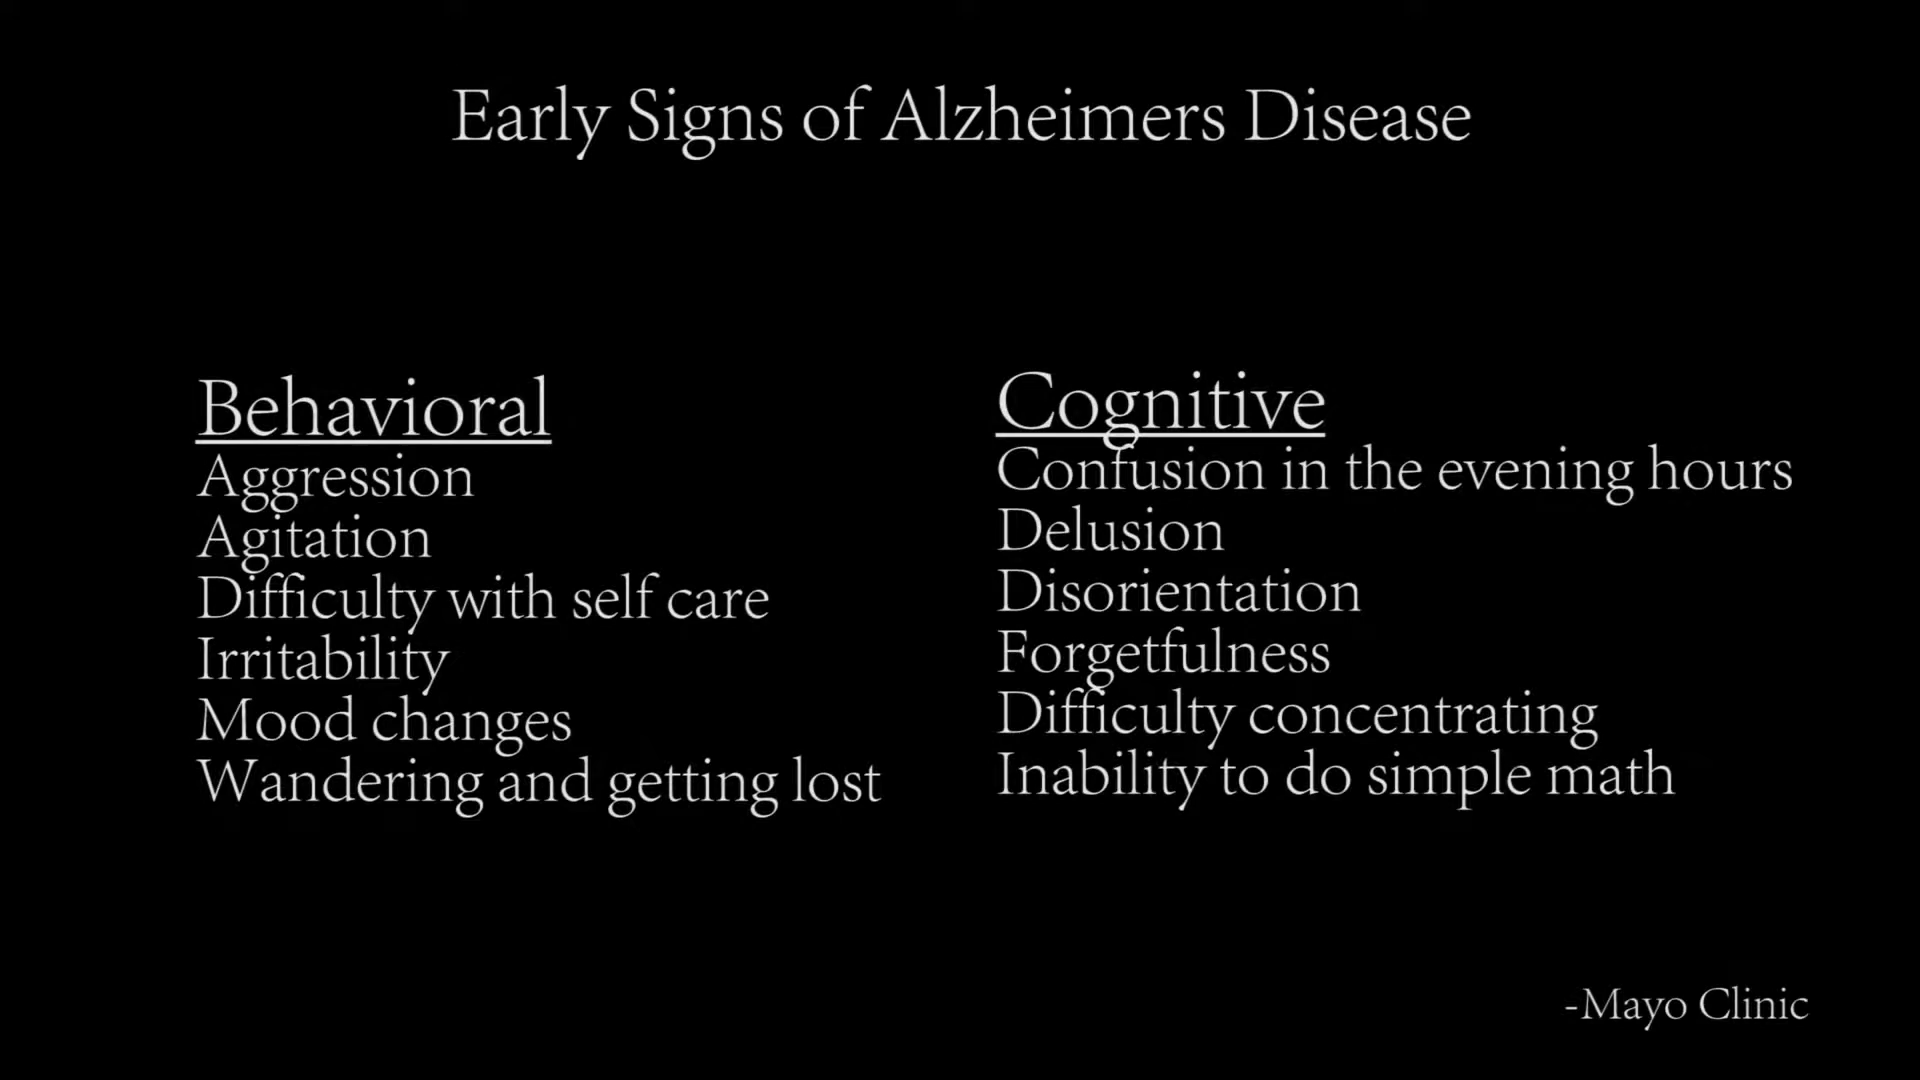 Early Signs of Alzheimers Disease
Behavioral
Aggression
Agitation
Difficulty with self care
Irritability
Mood changes
Wandering and getting lost
Cognitive
Confusion in the evening hours
Delusion
Disorientation
Forgetfulness
Difficulty concentrating
Inability to do simple math
-Mayo Clinic